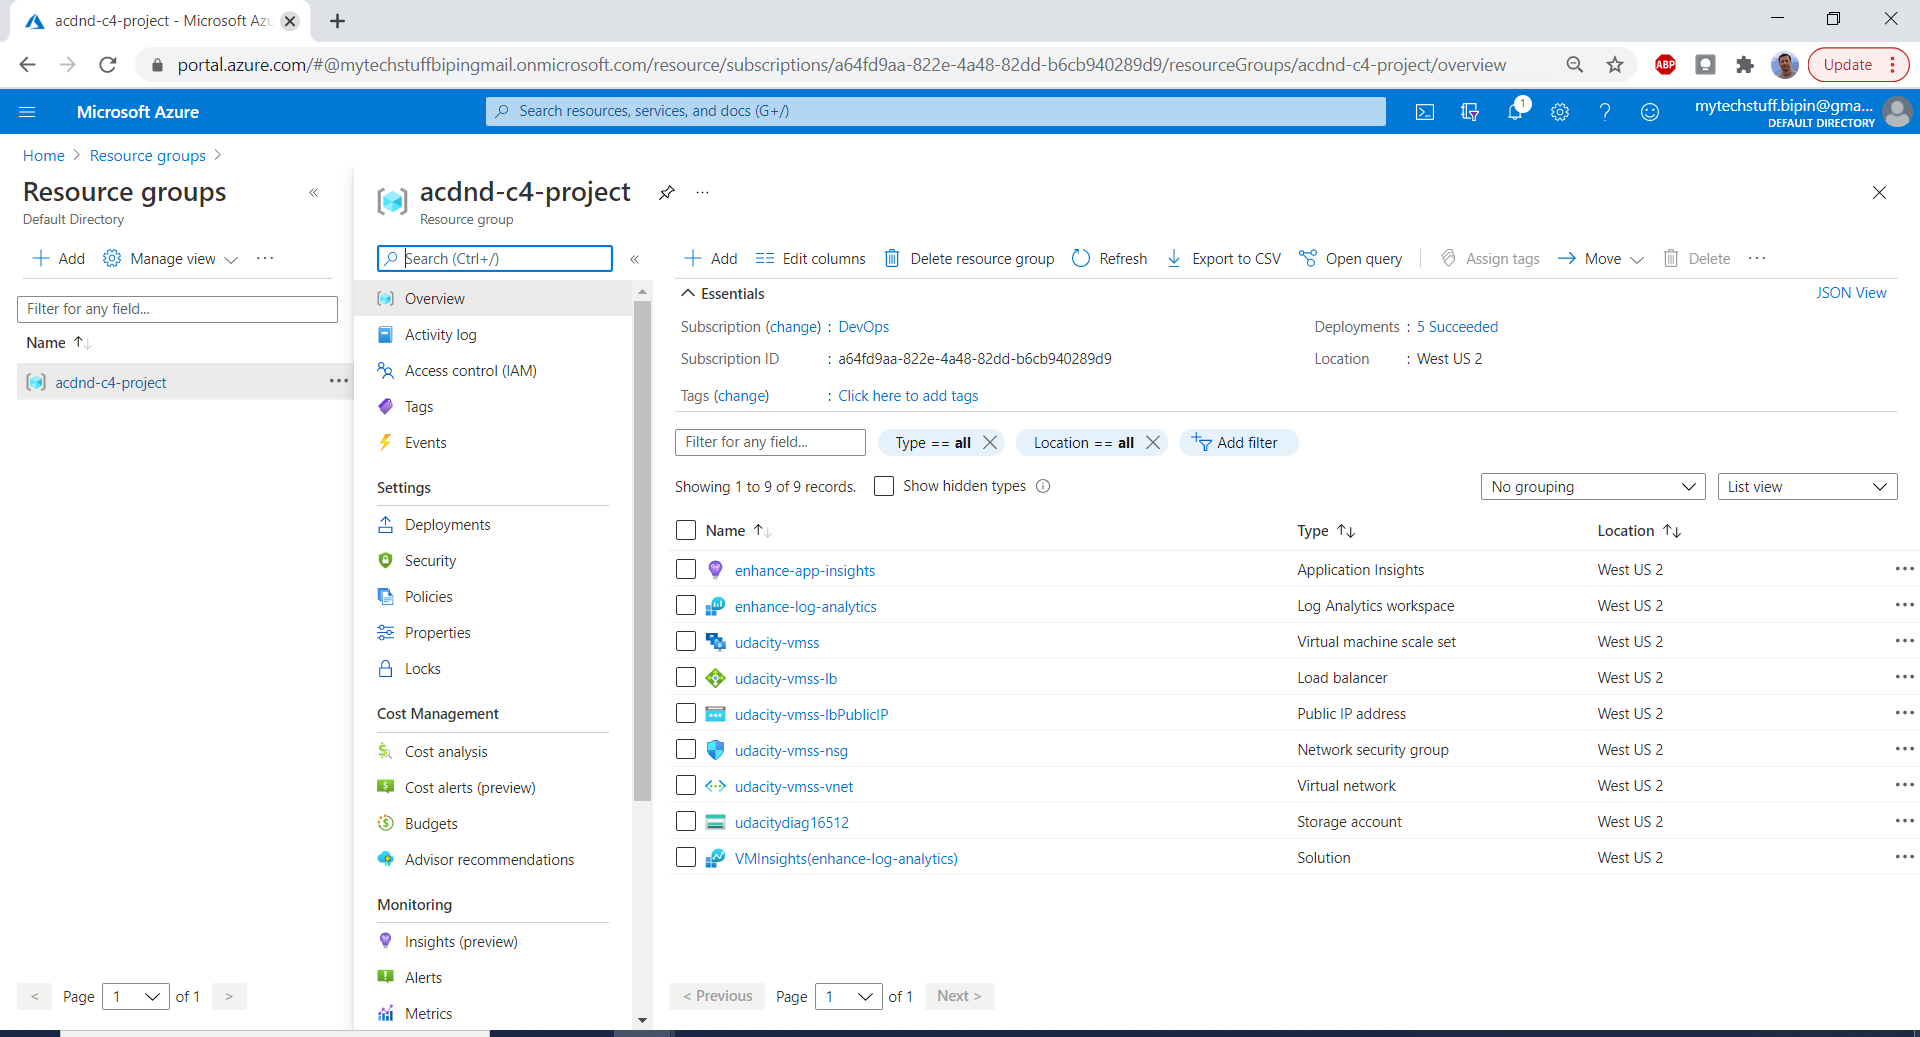 acdnd-c4-project - Microsoft Azu
portal.azure.com/#@mytechstuffbipingmail.onmicrosoft.com/resource/subscriptions/a64fd9aa-822e-4a48-82dd-b6cb940289d9/resourceGroups/acdnd-c4-project/overview
ABP
Update
Microsoft Azure
Search resources, services, and docs (G+/)
1
mytechstuff.bipin@gma...
DEFAULT DIRECTORY
Home > Resource groups >
Resource groups
Default Directory
Add
Manage view
Filter for any field...
Name
acdnd-c4-project
< Page 1 of 1 >
acdnd-c4-project
Resource group
Search (Ctrl+/)
Overview
Activity log
Access control (IAM)
Tags
Events
Settings
Deployments
Security
Policies
Properties
Locks
Cost Management
Cost analysis
Cost alerts (preview)
Budgets
Advisor recommendations
Monitoring
Insights (preview)
Alerts
Metrics
Add Edit columns Delete resource group Refresh Export to CSV Open query Assign tags Move Delete
Essentials
JSON View
Subscription (change) : DevOps
Deployments : 5 Succeeded
Subscription ID : a64fd9aa-822e-4a48-82dd-b6cb940289d9
Location : West US 2
Tags (change) : Click here to add tags
Filter for any field... Type == all Location == all Add filter
Showing 1 to 9 of 9 records. Show hidden types
No grouping
List view
Name Type Location
enhance-app-insights Application Insights West US 2
enhance-log-analytics Log Analytics workspace West US 2
udacity-vmss Virtual machine scale set West US 2
udacity-vmss-lb Load balancer West US 2
udacity-vmss-lbPublicIP Public IP address West US 2
udacity-vmss-nsg Network security group West US 2
udacity-vmss-vnet Virtual network West US 2
udacitydiag16512 Storage account West US 2
VMInsights(enhance-log-analytics) Solution West US 2
< Previous Page 1 of 1 Next >